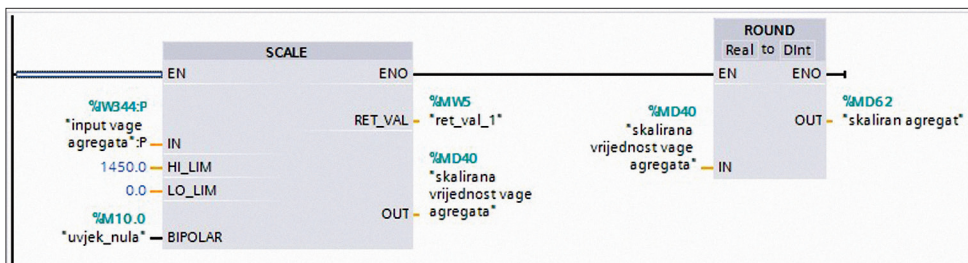 SCALE
EN ENO
%IW344:P
"input vage
agregata":P
IN
1450.0
HI_LIM
0.0
LO_LIM
%M10.0
"uvjek_nula"
BIPOLAR
RET_VAL
%MW5
"ret_val_1"
OUT
%MD40
"skalirana
vrijednost vage
agregata"
ROUND
Real to DInt
EN ENO
%MD40
"skalirana
vrijednost vage
agregata"
IN
OUT
%MD62
"skaliran agregat"